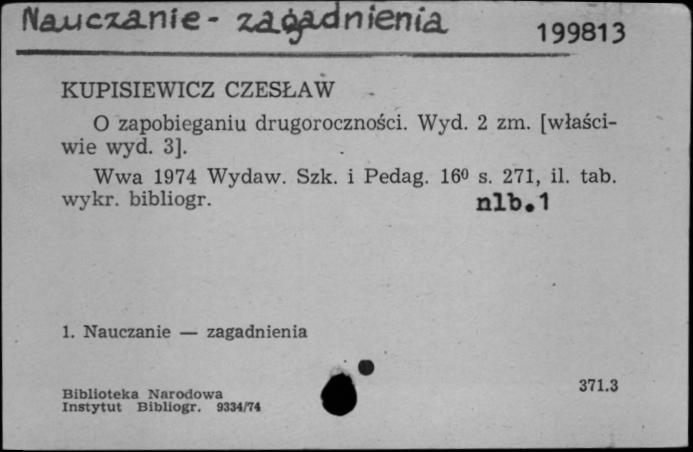 Nauczanie - zagadnienia
199813
KUPISIEWICZ CZESŁAW
O zapobieganiu drugoroczności. Wyd. 2 zm. [właści-
wie wyd. 3].
Wwa 1974 Wydaw. Szk. i Pedag. 16⁰ s. 271, il. tab.
wykr. bibliogr.
nlb.1
1. Nauczanie — zagadnienia
371.3
Biblioteka Narodowa
Instytut Bibliogr. 9334/74